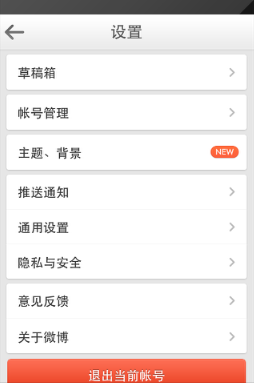 设置
草稿箱
帐号管理
主题、背景
NEW
推送通知
通用设置
隐私与安全
意见反馈
关于微博
退出当前帐号